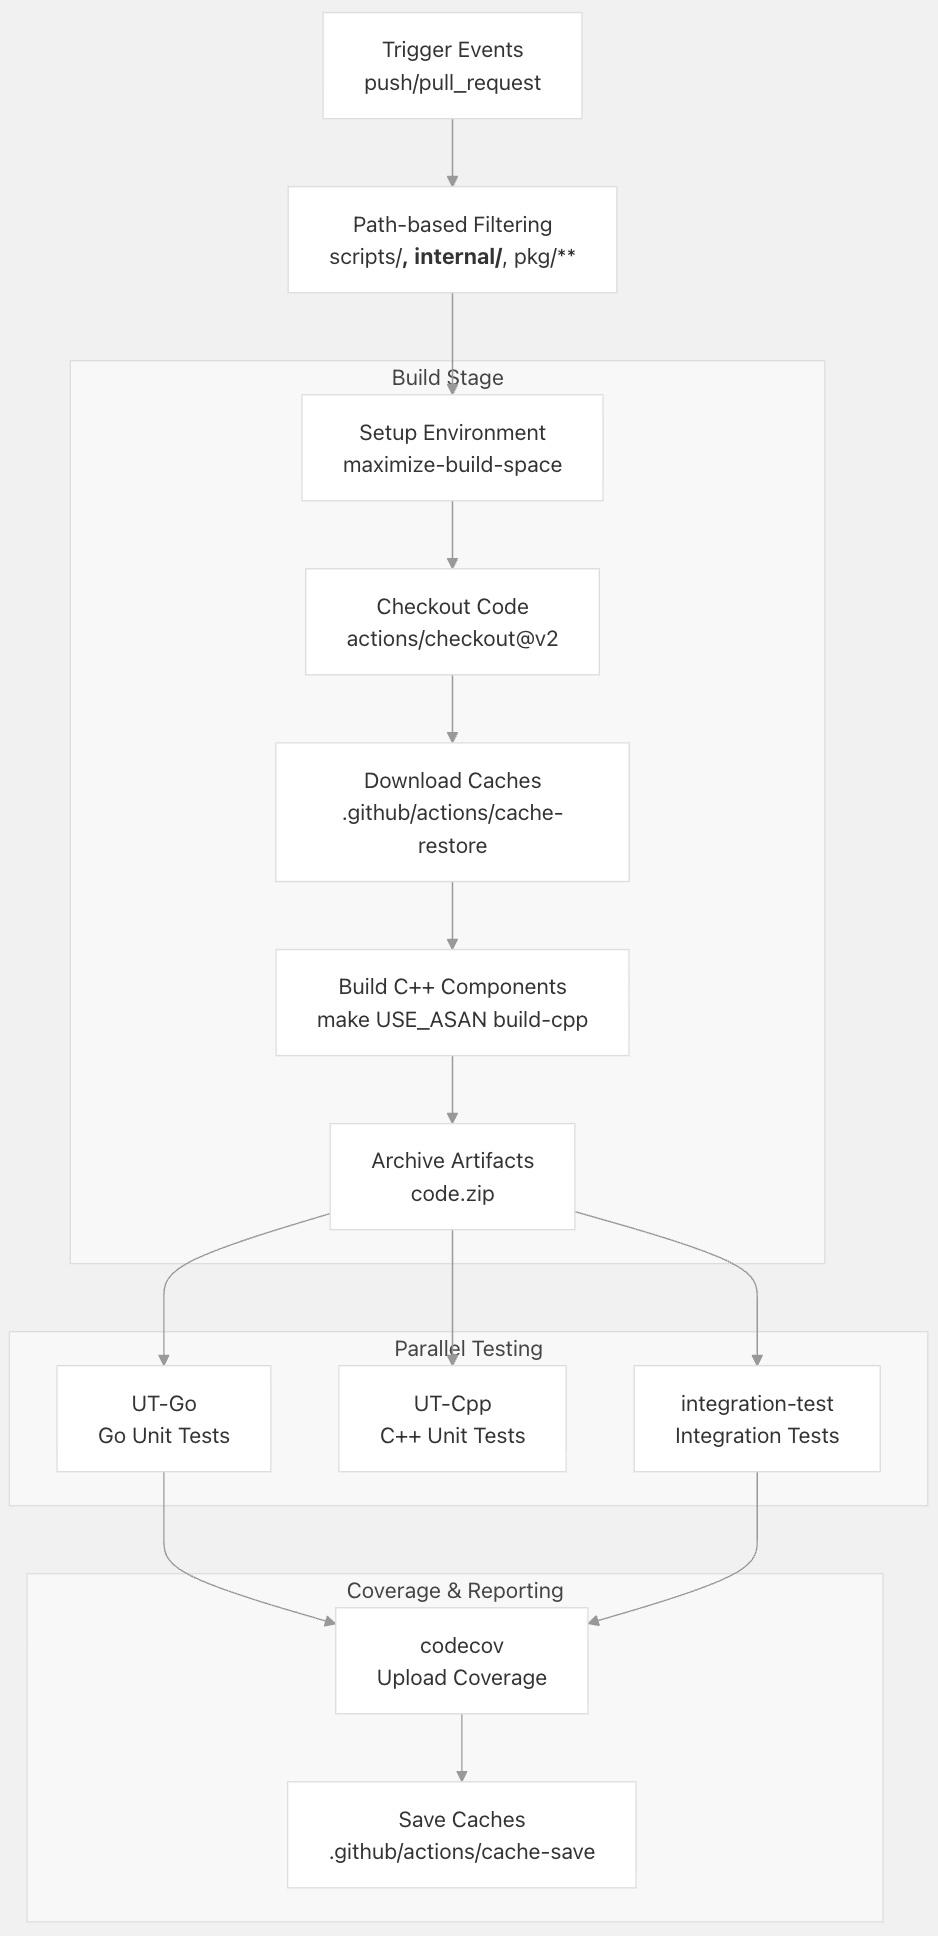 Trigger Events
push/pull_request
Path-based Filtering
scripts/, internal/, pkg/**
Build Stage
Setup Environment
maximize-build-space
Checkout Code
actions/checkout@v2
Download Caches
.github/actions/cache-
restore
Build C++ Components
make USE_ASAN build-cpp
Archive Artifacts
code.zip
Parallel Testing
UT-Go
Go Unit Tests
UT-Cpp
C++ Unit Tests
integration-test
Integration Tests
Coverage & Reporting
codecov
Upload Coverage
Save Caches
.github/actions/cache-save